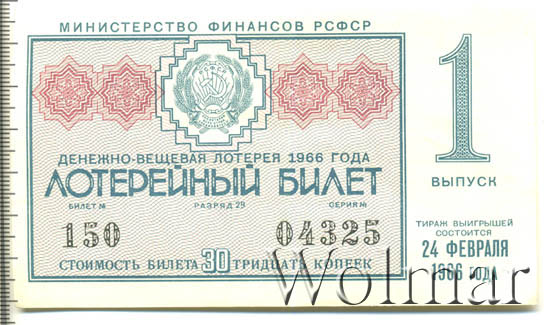 МИНИСТЕРСТВО ФИНАНСОВ РСФСР
РСФСР
ДЕНЕЖНО-ВЕЩЕВАЯ ЛОТЕРЕЯ 1966 ГОДА
ЛОТЕРЕЙНЫЙ БИЛЕТ
БИЛЕТ № РАЗРЯД 29 СЕРИЯ №
150 04325
СТОИМОСТЬ БИЛЕТА 30 ТРИДЦАТЬ КОПЕЕК
1
ВЫПУСК
ТИРАЖ ВЫИГРЫШЕЙ
СОСТОИТСЯ
24 ФЕВРАЛЯ
1966 ГОДА
Wolmar